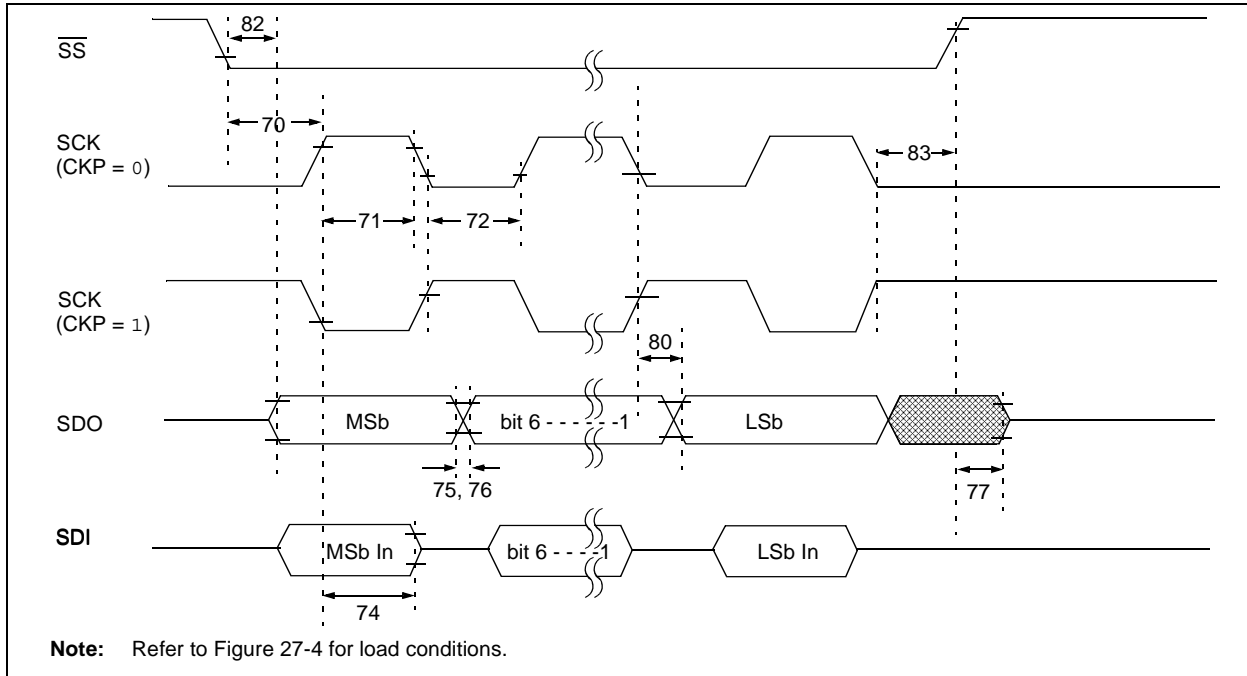 82
SS
70
SCK
(CKP = 0)
83
71
72
SCK
(CKP = 1)
80
SDO
MSb
bit 6 - - - - - -1
LSb
75, 76
77
SDI
MSb In
bit 6 - - - -1
LSb In
74
Note: Refer to Figure 27-4 for load conditions.